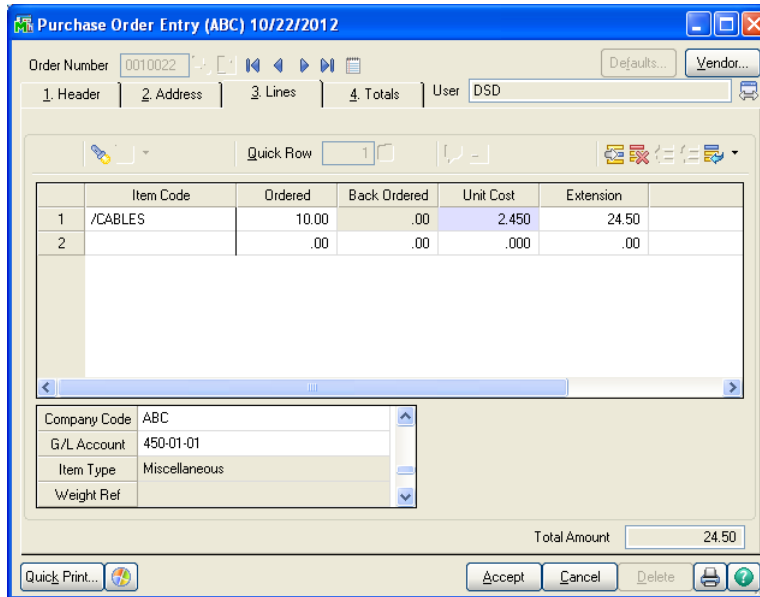 Purchase Order Entry (ABC) 10/22/2012
Order Number 0010022 Defaults... Vendor...
1. Header 2. Address 3. Lines 4. Totals User DSD
Quick Row 1
Item Code Ordered Back Ordered Unit Cost Extension
1 /CABLES 10.00 .00 2.450 24.50
2 .00 .00 .000 .00
Company Code ABC
G/L Account 450-01-01
Item Type Miscellaneous
Weight Ref
Total Amount 24.50
Quick Print... Accept Cancel Delete